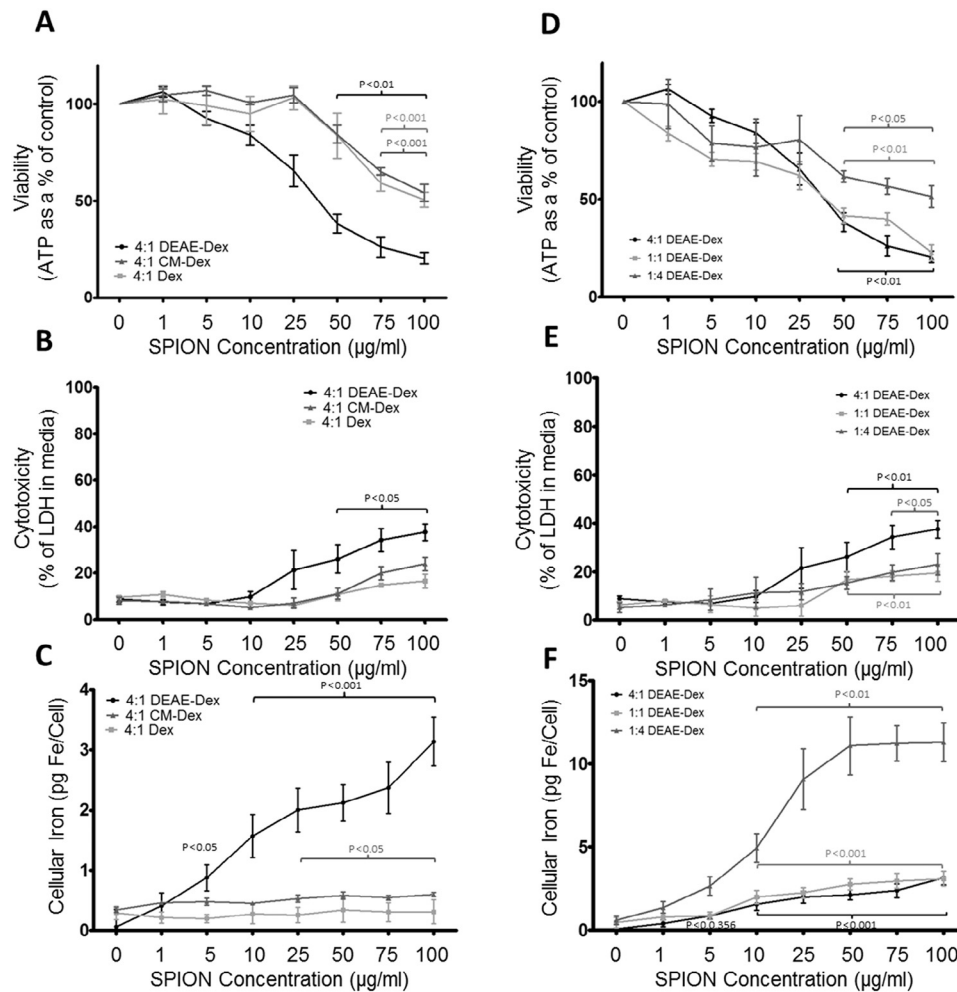 A
Viability
(ATP as a % of control)
100
50
0
P<0.01
P<0.001
P<0.001
4:1 DEAE-Dex
4:1 CM-Dex
4:1 Dex
0 1 5 10 25 50 75 100
SPION Concentration (µg/ml)
B
Cytotoxicity
(% of LDH in media)
100
80
60
40
20
0
4:1 DEAE-Dex
4:1 CM-Dex
4:1 Dex
P<0.05
0 1 5 10 25 50 75 100
SPION Concentration (µg/ml)
C
Cellular Iron (pg Fe/Cell)
4
3
2
1
0
4:1 DEAE-Dex
4:1 CM-Dex
4:1 Dex
P<0.001
P<0.05
P<0.05
0 1 5 10 25 50 75 100
SPION Concentration (µg/ml)
D
Viability
(ATP as a % of control)
100
50
0
P<0.05
P<0.01
4:1 DEAE-Dex
1:1 DEAE-Dex
1:4 DEAE-Dex
P<0.01
0 1 5 10 25 50 75 100
SPION Concentration (µg/ml)
E
Cytotoxicity
(% of LDH in media)
100
80
60
40
20
0
4:1 DEAE-Dex
1:1 DEAE-Dex
1:4 DEAE-Dex
P<0.01
P<0.05
P<0.01
0 1 5 10 25 50 75 100
SPION Concentration (µg/ml)
F
Cellular Iron (pg Fe/Cell)
15
10
5
0
4:1 DEAE-Dex
1:1 DEAE-Dex
1:4 DEAE-Dex
P<0.01
P<0.001
P<0.0356
P<0.001
0 1 5 10 25 50 75 100
SPION Concentration (µg/ml)